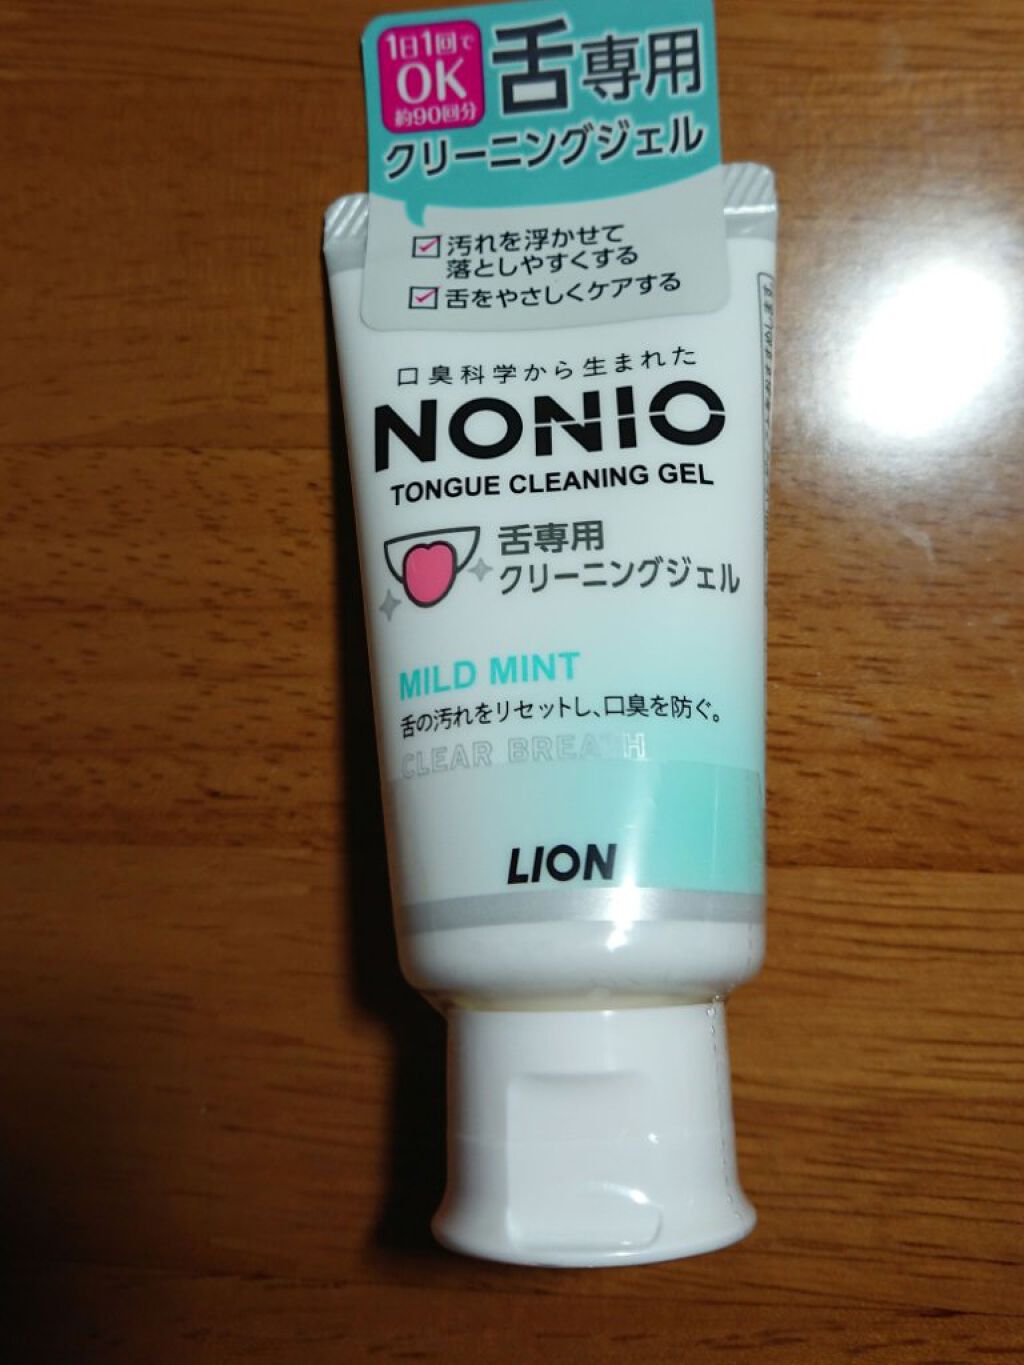 1日1回で
OK
約90回分
舌専用
クリーニングジェル
汚れを浮かせて
落としやすくする
舌をやさしくケアする
口臭科学から生まれた
NONIO
TONGUE CLEANING GEL
舌専用
クリーニングジェル
MILD MINT
舌の汚れをリセットし、口臭を防ぐ。
CLEAR BREATH
LION